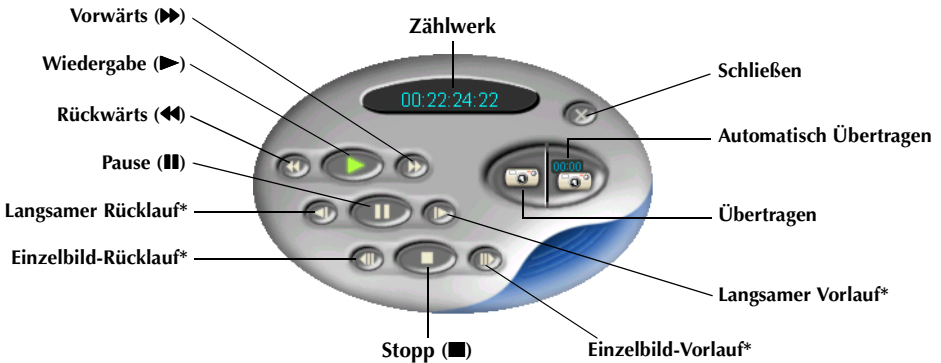 Vorwärts (▶▶)
Zählwerk
Wiedergabe (▶)
Schließen
00:22:24:22
Rückwärts (◀◀)
Automatisch Übertragen
Pause (▮▮)
00:00
Langsamer Rücklauf*
Übertragen
Einzelbild-Rücklauf*
Langsamer Vorlauf*
Stopp (■)
Einzelbild-Vorlauf*